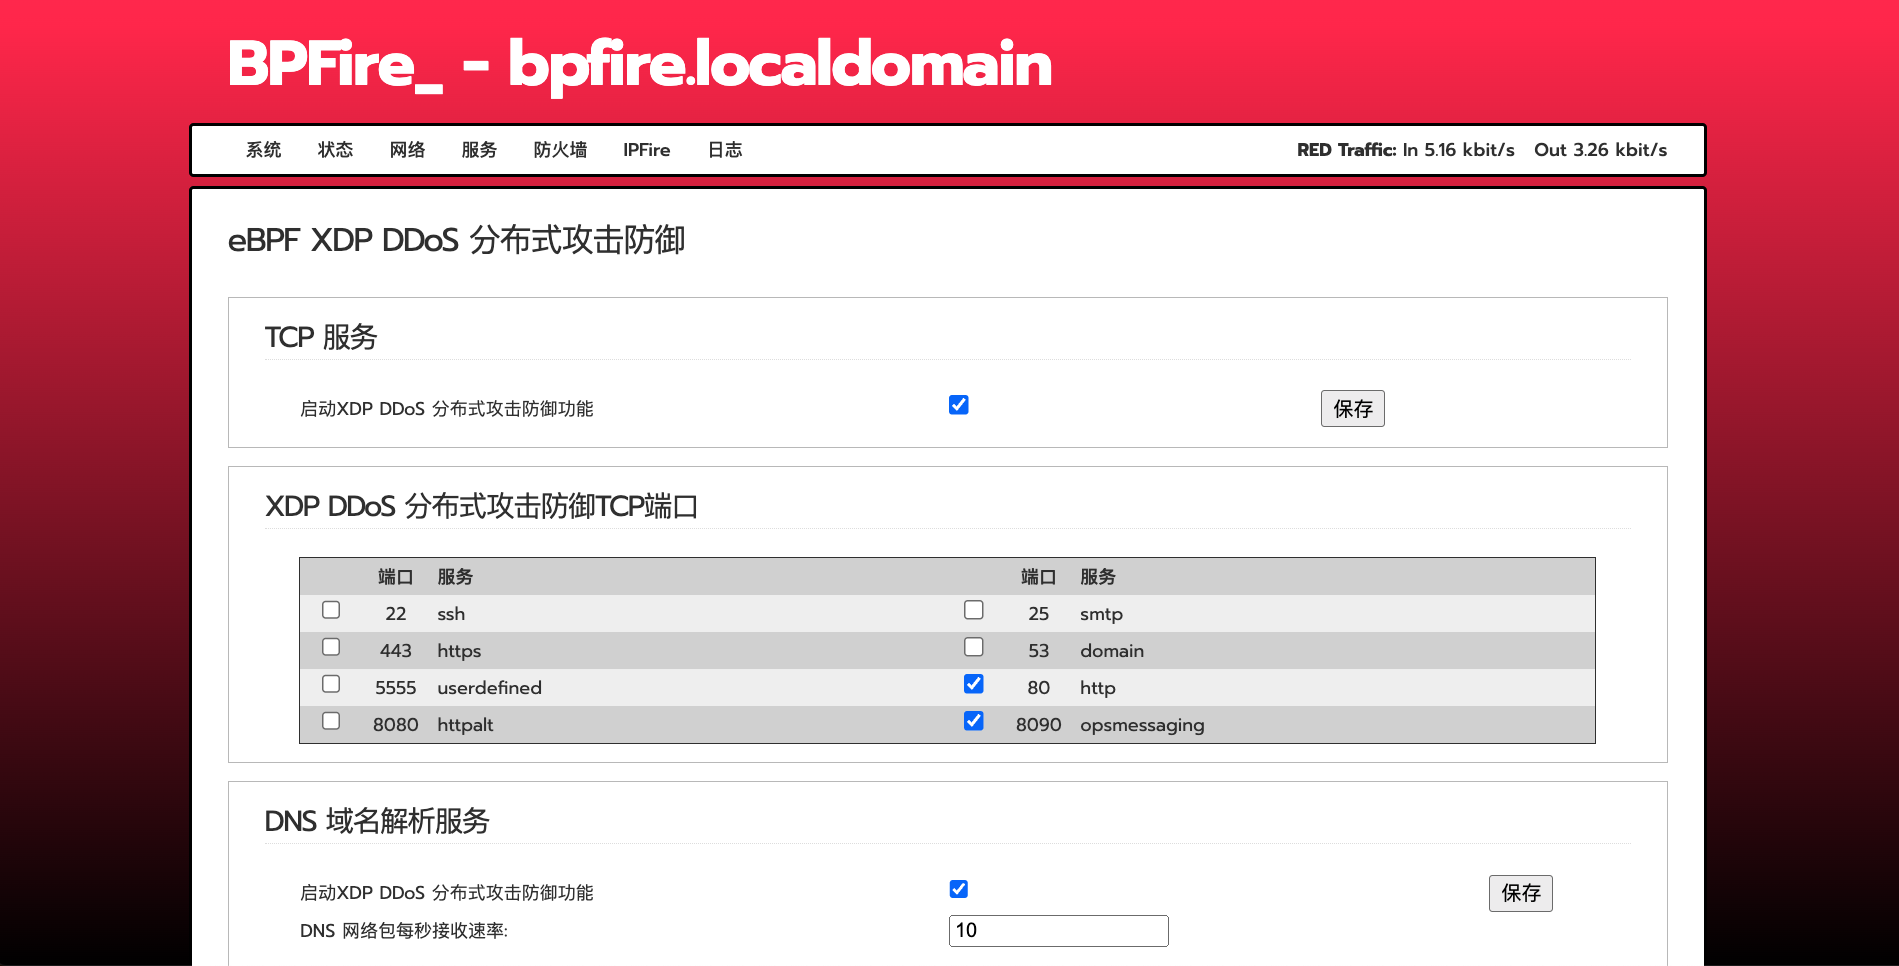 BPFire_ - bpfire.localdomain
系统 状态 网络 服务 防火墙 IPFire 日志 RED Traffic: In 5.16 kbit/s Out 3.26 kbit/s
eBPF XDP DDoS 分布式攻击防御
TCP 服务
启动XDP DDoS 分布式攻击防御功能 保存
XDP DDoS 分布式攻击防御TCP端口
端口 服务 端口 服务
22 ssh 25 smtp
443 https 53 domain
5555 userdefined 80 http
8080 httpalt 8090 opsmessaging
DNS 域名解析服务
启动XDP DDoS 分布式攻击防御功能 保存
DNS 网络包每秒接收速率: 10